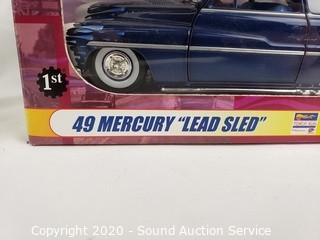 1st
49 MERCURY "LEAD SLED"
Copyright 2020 - Sound Auction Service